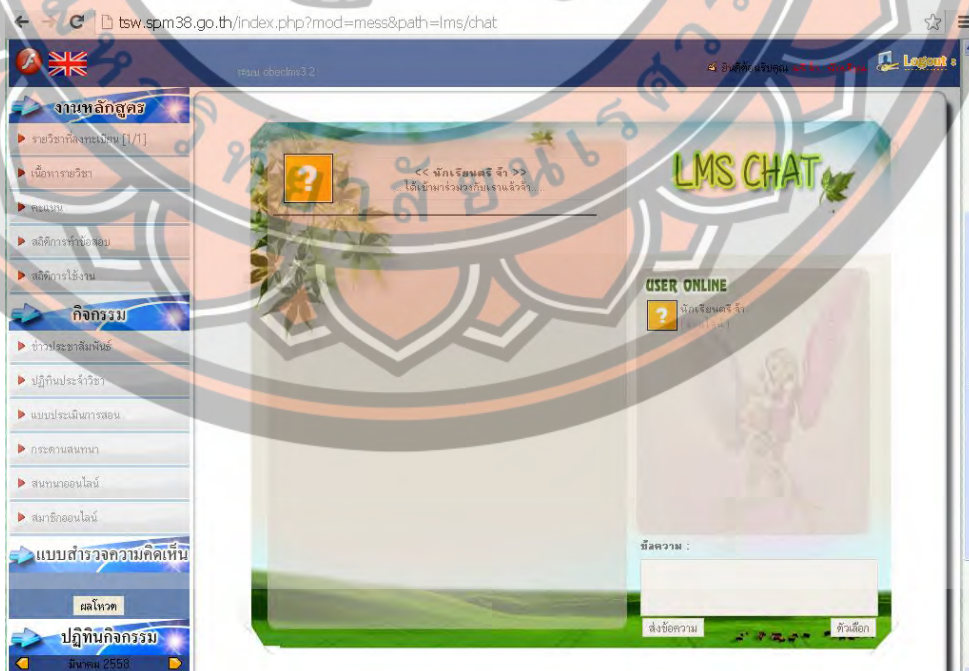 tsw.spm38.go.th/index.php?mod=mess&path=lms/chat
ระบบ obeclms3.2
ยินดีต้อนรับคุณ
Logout
งานหลักสูตร
รายวิชาที่ลงทะเบียน [1/1]
เนื้อหารายวิชา
คะแนน
สถิติการทำข้อสอบ
สถิติการใช้งาน
กิจกรรม
ข่าวประชาสัมพันธ์
ปฏิทินประจำวิชา
แบบประเมินการสอน
กระดานสนทนา
สนทนาออนไลน์
สมาชิกออนไลน์
แบบสำรวจความคิดเห็น
ผลโหวต
ปฏิทินกิจกรรม
มีนาคม 2558
<< นักเรียนศรี จ้า >>
...ได้เข้ามาร่วมวงกับเราแล้วจ้า...
LMS CHAT
USER ONLINE
นักเรียนศรี จ้า
ข้อความ :
ส่งข้อความ
ตัวเลือก